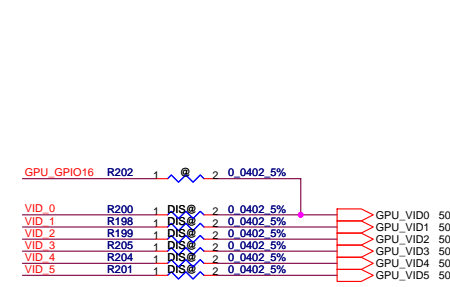 GPU_GPIO16 R202 1 @ 2 0_0402_5%
VID_0 R200 1 DIS@ 2 0_0402_5% GPU_VID0 50
VID_1 R198 1 DIS@ 2 0_0402_5% GPU_VID1 50
VID_2 R199 1 DIS@ 2 0_0402_5% GPU_VID2 50
VID_3 R205 1 DIS@ 2 0_0402_5% GPU_VID3 50
VID_4 R204 1 DIS@ 2 0_0402_5% GPU_VID4 50
VID_5 R201 1 DIS@ 2 0_0402_5% GPU_VID5 50